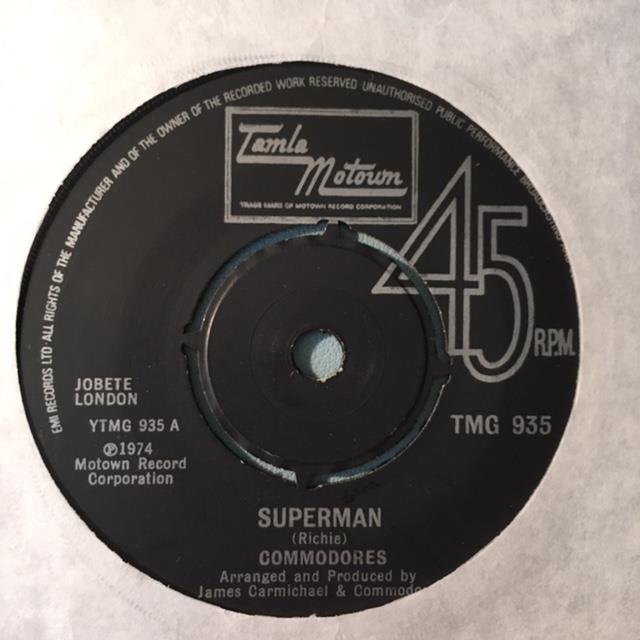 EMI RECORDS LTD · ALL RIGHTS OF THE MANUFACTURER AND OF THE OWNER OF THE RECORDED WORK RESERVED UNAUTHORISED PUBLIC PERFORMANCE
Tamla
Motown
TRADE MARK OF MOTOWN RECORD CORPORATION
45
R.P.M.
JOBETE
LONDON
YTMG 935 A
℗1974
Motown Record
Corporation
TMG 935
SUPERMAN
(Richie)
COMMODORES
Arranged and Produced by
James Carmichael & Commodo